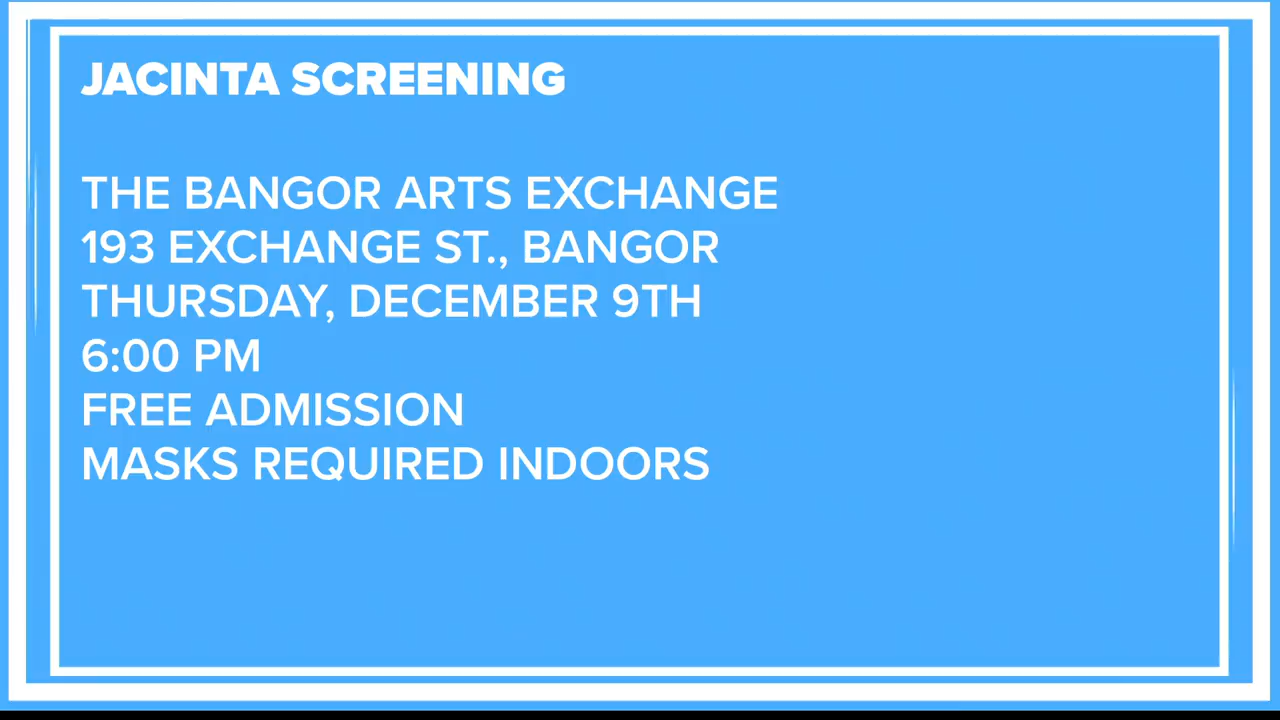 JACINTA SCREENING
THE BANGOR ARTS EXCHANGE
193 EXCHANGE ST., BANGOR
THURSDAY, DECEMBER 9TH
6:00 PM
FREE ADMISSION
MASKS REQUIRED INDOORS